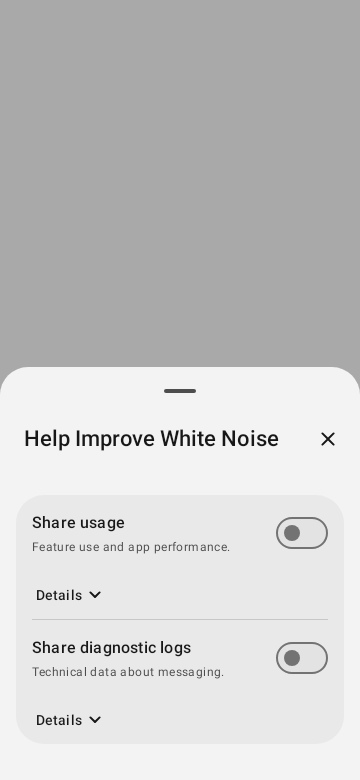 Help Improve White Noise
Share usage
Feature use and app performance.
Details
Share diagnostic logs
Technical data about messaging.
Details